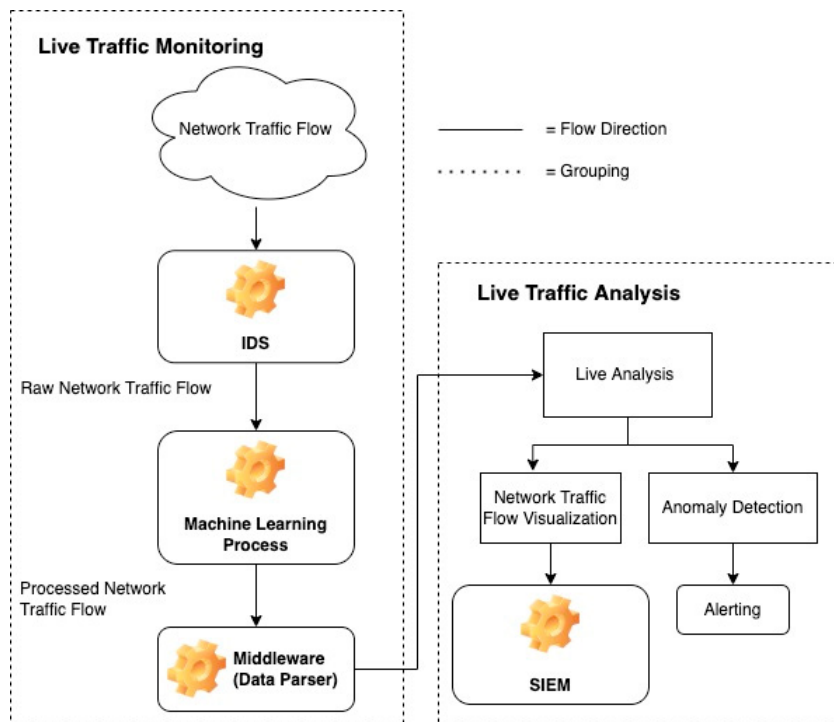 Live Traffic Monitoring
Network Traffic Flow
IDS
Raw Network Traffic Flow
Machine Learning
Process
Processed Network
Traffic Flow
Middleware
(Data Parser)
= Flow Direction
= Grouping
Live Traffic Analysis
Live Analysis
Network Traffic
Flow Visualization
Anomaly Detection
SIEM
Alerting